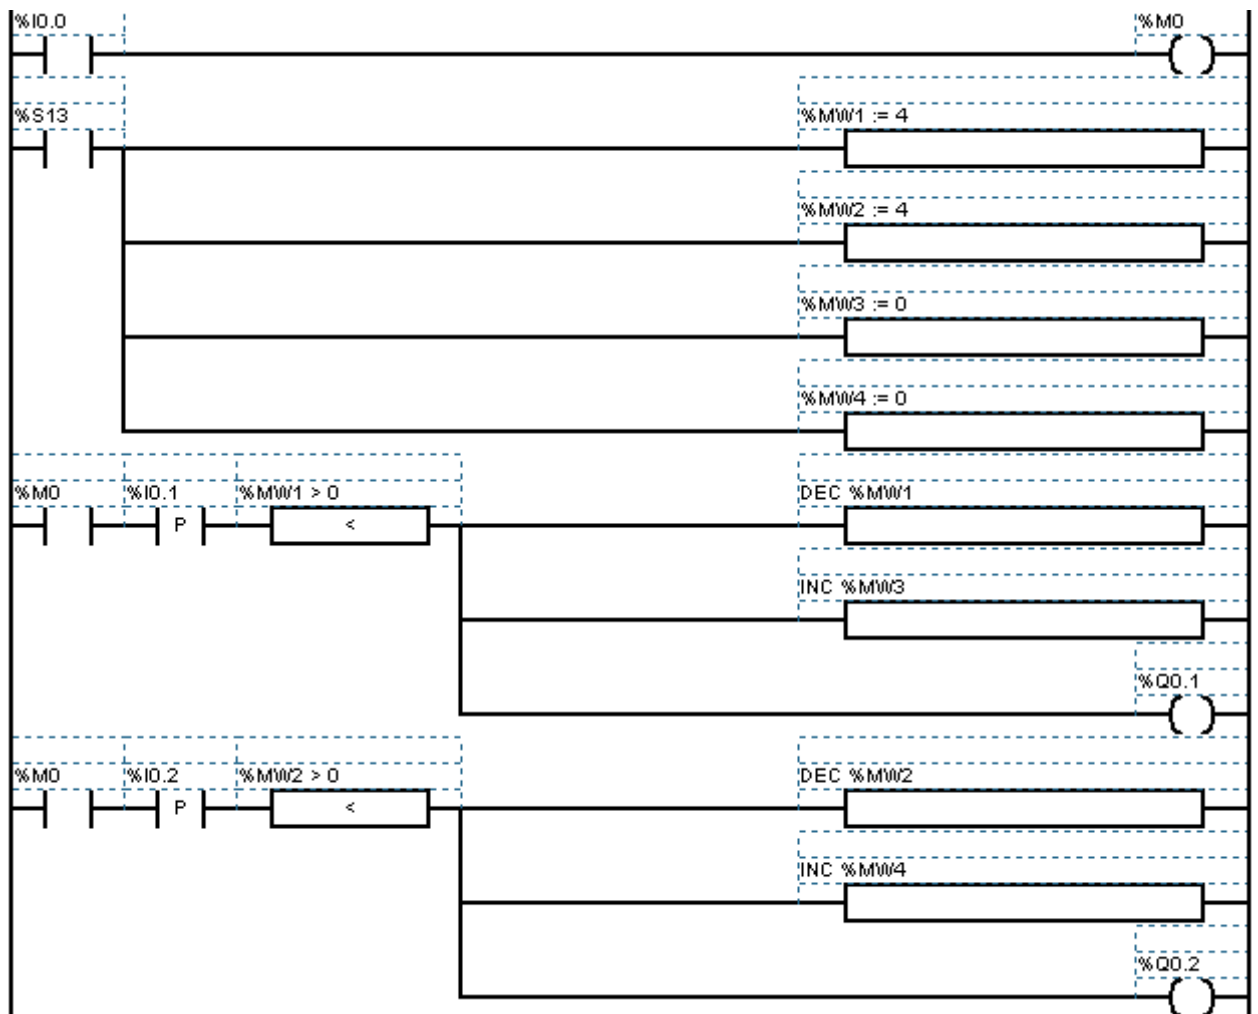 %I0.0 %M0
%S13 %MW1 := 4
%MW2 := 4
%MW3 := 0
%MW4 := 0
%M0 %I0.1 %MW1 > 0 DEC %MW1
P <
INC %MW3
%Q0.1
%M0 %I0.2 %MW2 > 0 DEC %MW2
P <
INC %MW4
%Q0.2